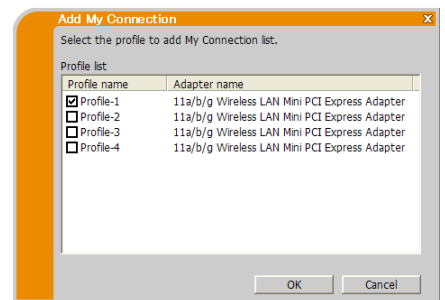 Add My Connection x
Select the profile to add My Connection list.
Profile list
Profile name Adapter name
Profile-1 11a/b/g Wireless LAN Mini PCI Express Adapter
Profile-2 11a/b/g Wireless LAN Mini PCI Express Adapter
Profile-3 11a/b/g Wireless LAN Mini PCI Express Adapter
Profile-4 11a/b/g Wireless LAN Mini PCI Express Adapter
OK Cancel